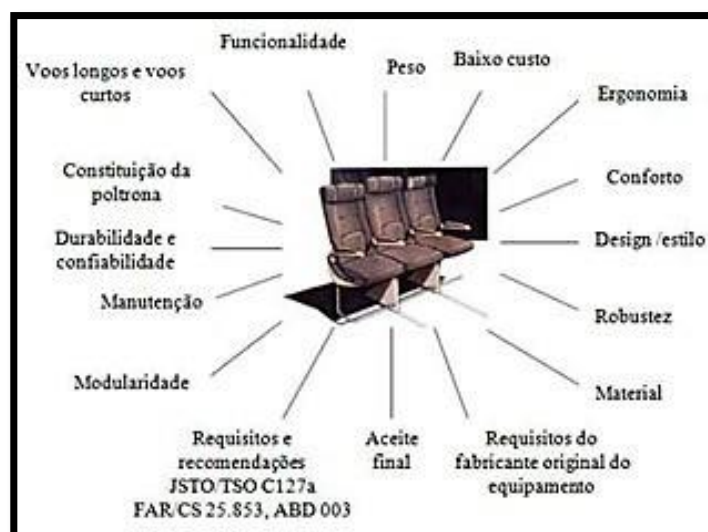 Funcionalidade
Peso
Baixo custo
Voos longos e voos
curtos
Ergonomia
Constituição da
poltrona
Conforto
Durabilidade e
confiabilidade
Design /estilo
Manutenção
Robustez
Modularidade
Material
Requisitos e
recomendações
JSTO/TSO C127a
FAR/CS 25.853, ABD 003
Aceite
final
Requisitos do
fabricante original do
equipamento